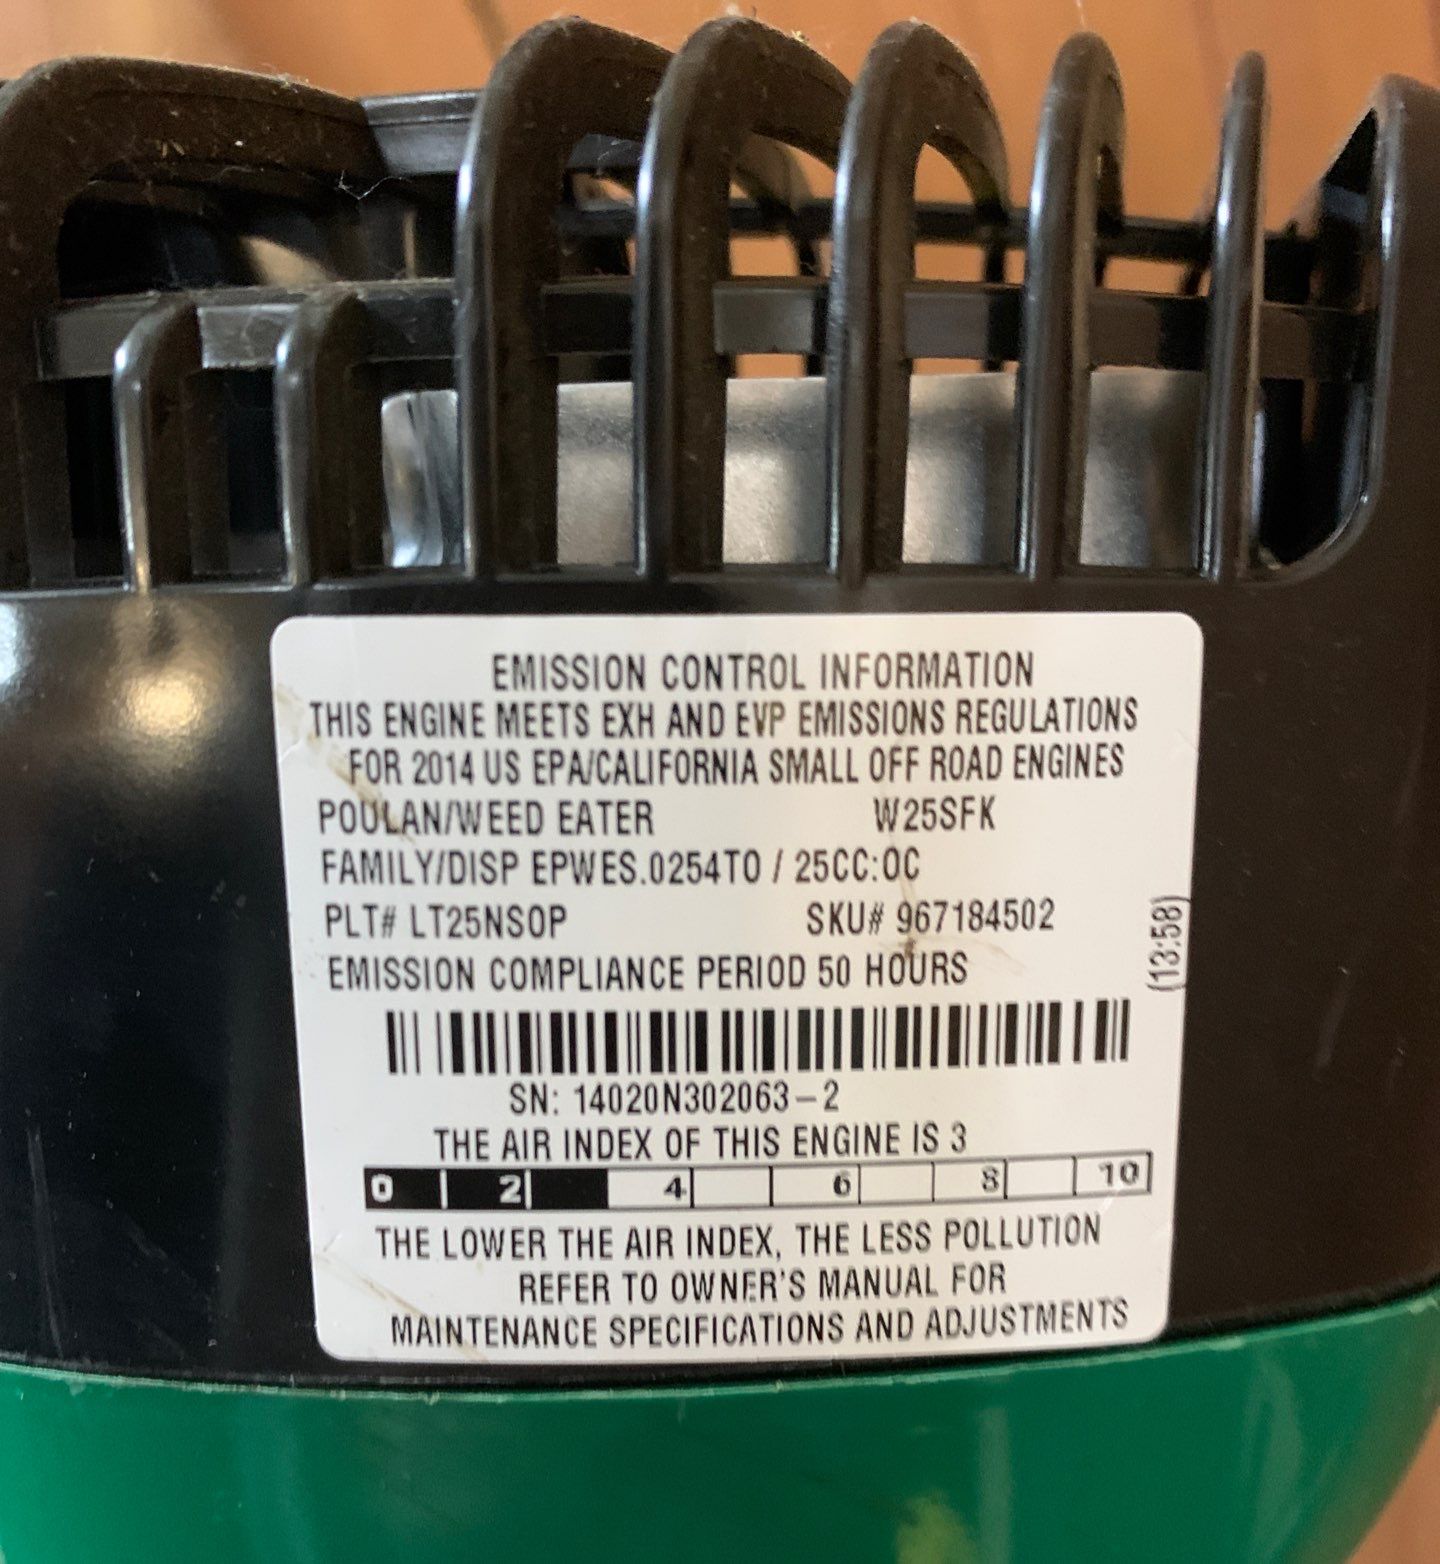 EMISSION CONTROL INFORMATION
THIS ENGINE MEETS EXH AND EVP EMISSIONS REGULATIONS
FOR 2014 US EPA/CALIFORNIA SMALL OFF ROAD ENGINES
POULAN/WEED EATER W25SFK
FAMILY/DISP EPWES.0254TO / 25CC:OC
PLT# LT25NSOP SKU# 967184502
EMISSION COMPLIANCE PERIOD 50 HOURS
(13:58)
SN: 14020N302063-2
THE AIR INDEX OF THIS ENGINE IS 3
0 2 4 6 8 10
THE LOWER THE AIR INDEX, THE LESS POLLUTION
REFER TO OWNER'S MANUAL FOR
MAINTENANCE SPECIFICATIONS AND ADJUSTMENTS